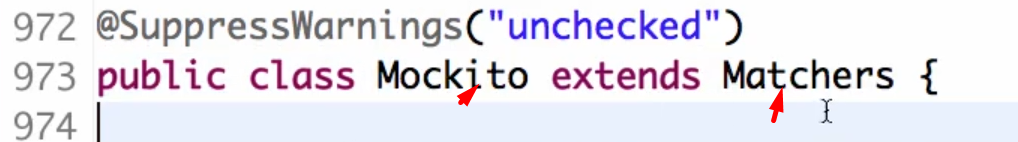 972 @SuppressWarnings("unchecked")
973 public class Mockito extends Matchers {
974